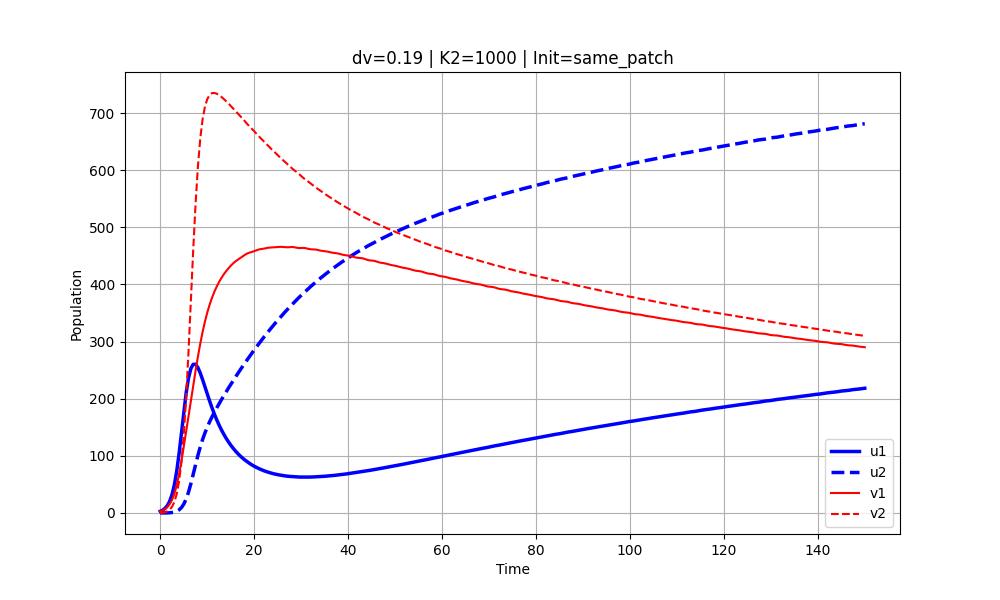 dv=0.19 | K2=1000 | Init=same_patch
Population
700
600
500
400
300
200
100
0
0 20 40 60 80 100 120 140
Time
u1
u2
v1
v2